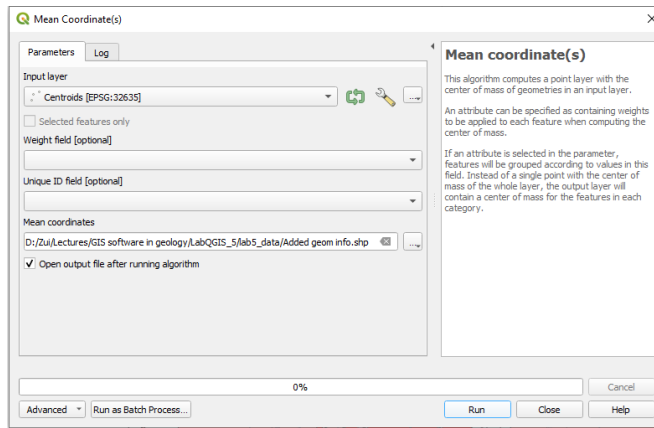 Mean Coordinate(s)
Parameters
Log
Input layer
Centroids [EPSG:32635]
Selected features only
Weight field [optional]
Unique ID field [optional]
Mean coordinates
D:/Zui/Lectures/GIS software in geology/LabQGIS_5/lab5_data/Added geom info.shp
Open output file after running algorithm
Mean coordinate(s)
This algorithm computes a point layer with the
center of mass of geometries in an input layer.
An attribute can be specified as containing weights
to be applied to each feature when computing the
center of mass.
If an attribute is selected in the parameter,
features will be grouped according to values in this
field. Instead of a single point with the center of
mass of the whole layer, the output layer will
contain a center of mass for the features in each
category.
0%
Cancel
Advanced
Run as Batch Process...
Run
Close
Help